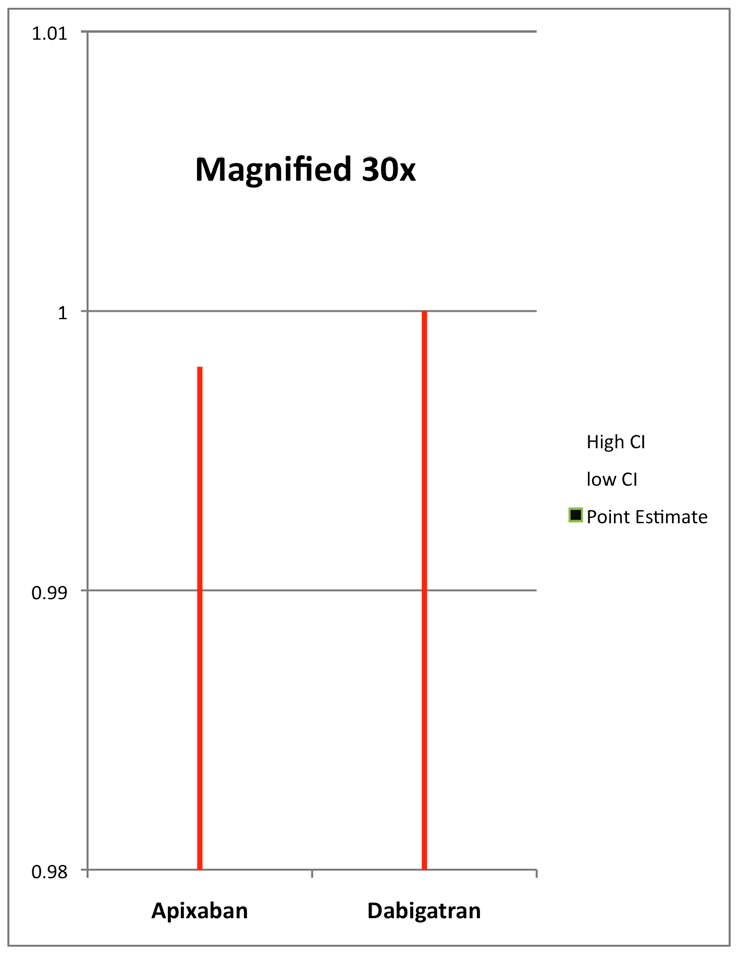 1.01
Magnified 30x
1
High CI
low CI
Point Estimate
0.99
0.98
Apixaban
Dabigatran